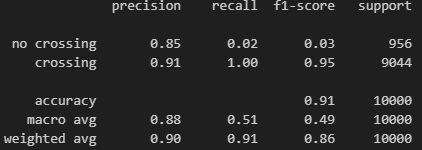 precision recall f1-score support
no crossing 0.85 0.02 0.03 956
crossing 0.91 1.00 0.95 9044
accuracy 0.91 10000
macro avg 0.88 0.51 0.49 10000
weighted avg 0.90 0.91 0.86 10000